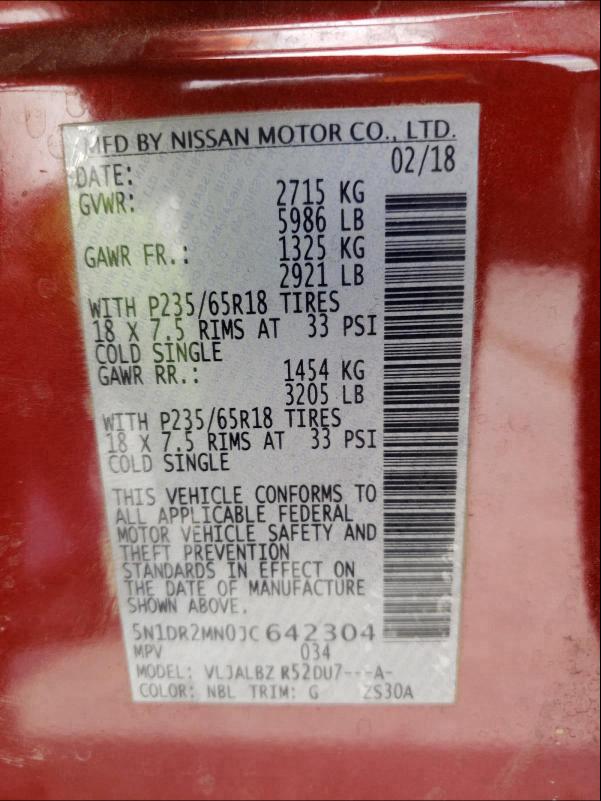 MFD BY NISSAN MOTOR CO., LTD.
DATE: 02/18
GVWR: 2715 KG
5986 LB
GAWR FR.: 1325 KG
2921 LB
WITH P235/65R18 TIRES
18 X 7.5 RIMS AT 33 PSI
COLD SINGLE
GAWR RR.: 1454 KG
3205 LB
WITH P235/65R18 TIRES
18 X 7.5 RIMS AT 33 PSI
COLD SINGLE
THIS VEHICLE CONFORMS TO
ALL APPLICABLE FEDERAL
MOTOR VEHICLE SAFETY AND
THEFT PREVENTION
STANDARDS IN EFFECT ON
THE DATE OF MANUFACTURE
SHOWN ABOVE.
5N1DR2MN0JC642304
MPV 034
MODEL: VLJALBZ R52DU7---A-
COLOR: NBL TRIM: G ZS30A